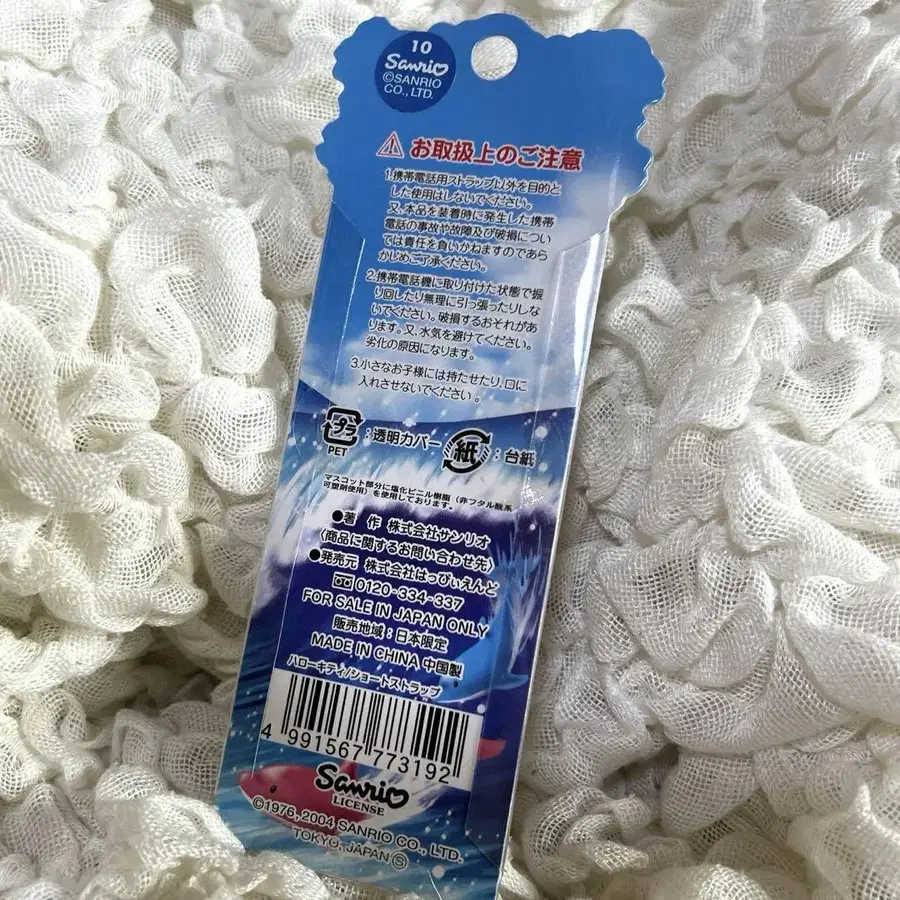 10
Sanrio
©SANRIO
CO., LTD.
⚠ お取扱上のご注意
1.携帯電話用ストラップ以外を目的と
した使用はしないでください。
又、本品を装着時に発生した携帯
電話の事故や故障及び破損につい
ては責任を負いかねますのであら
かじめご了承ください。
2.携帯電話機に取り付けた状態で振
り回したり無理に引っ張ったりしな
いでください。破損するおそれがあ
ります。又、水気を避けてください。
劣化の原因になります。
3.小さなお子様には持たせたり、口に
入れさせないでください。
プラ
PET
:透明カバー
紙
:台紙
マスコット部分に塩化ビニル樹脂(非フタル酸系
可塑剤使用)を使用しております。
●著 作 株式会社サンリオ
〈商品に関するお問い合わせ先〉
●発売元 株式会社はっぴぃえんど
0120-334-337
FOR SALE IN JAPAN ONLY
販売地域:日本限定
MADE IN CHINA 中国製
ハローキティ/ショートストラップ
4 991567 773192
Sanrio
LICENSE
©1976, 2004 SANRIO CO., LTD.
TOKYO, JAPAN Ⓢ